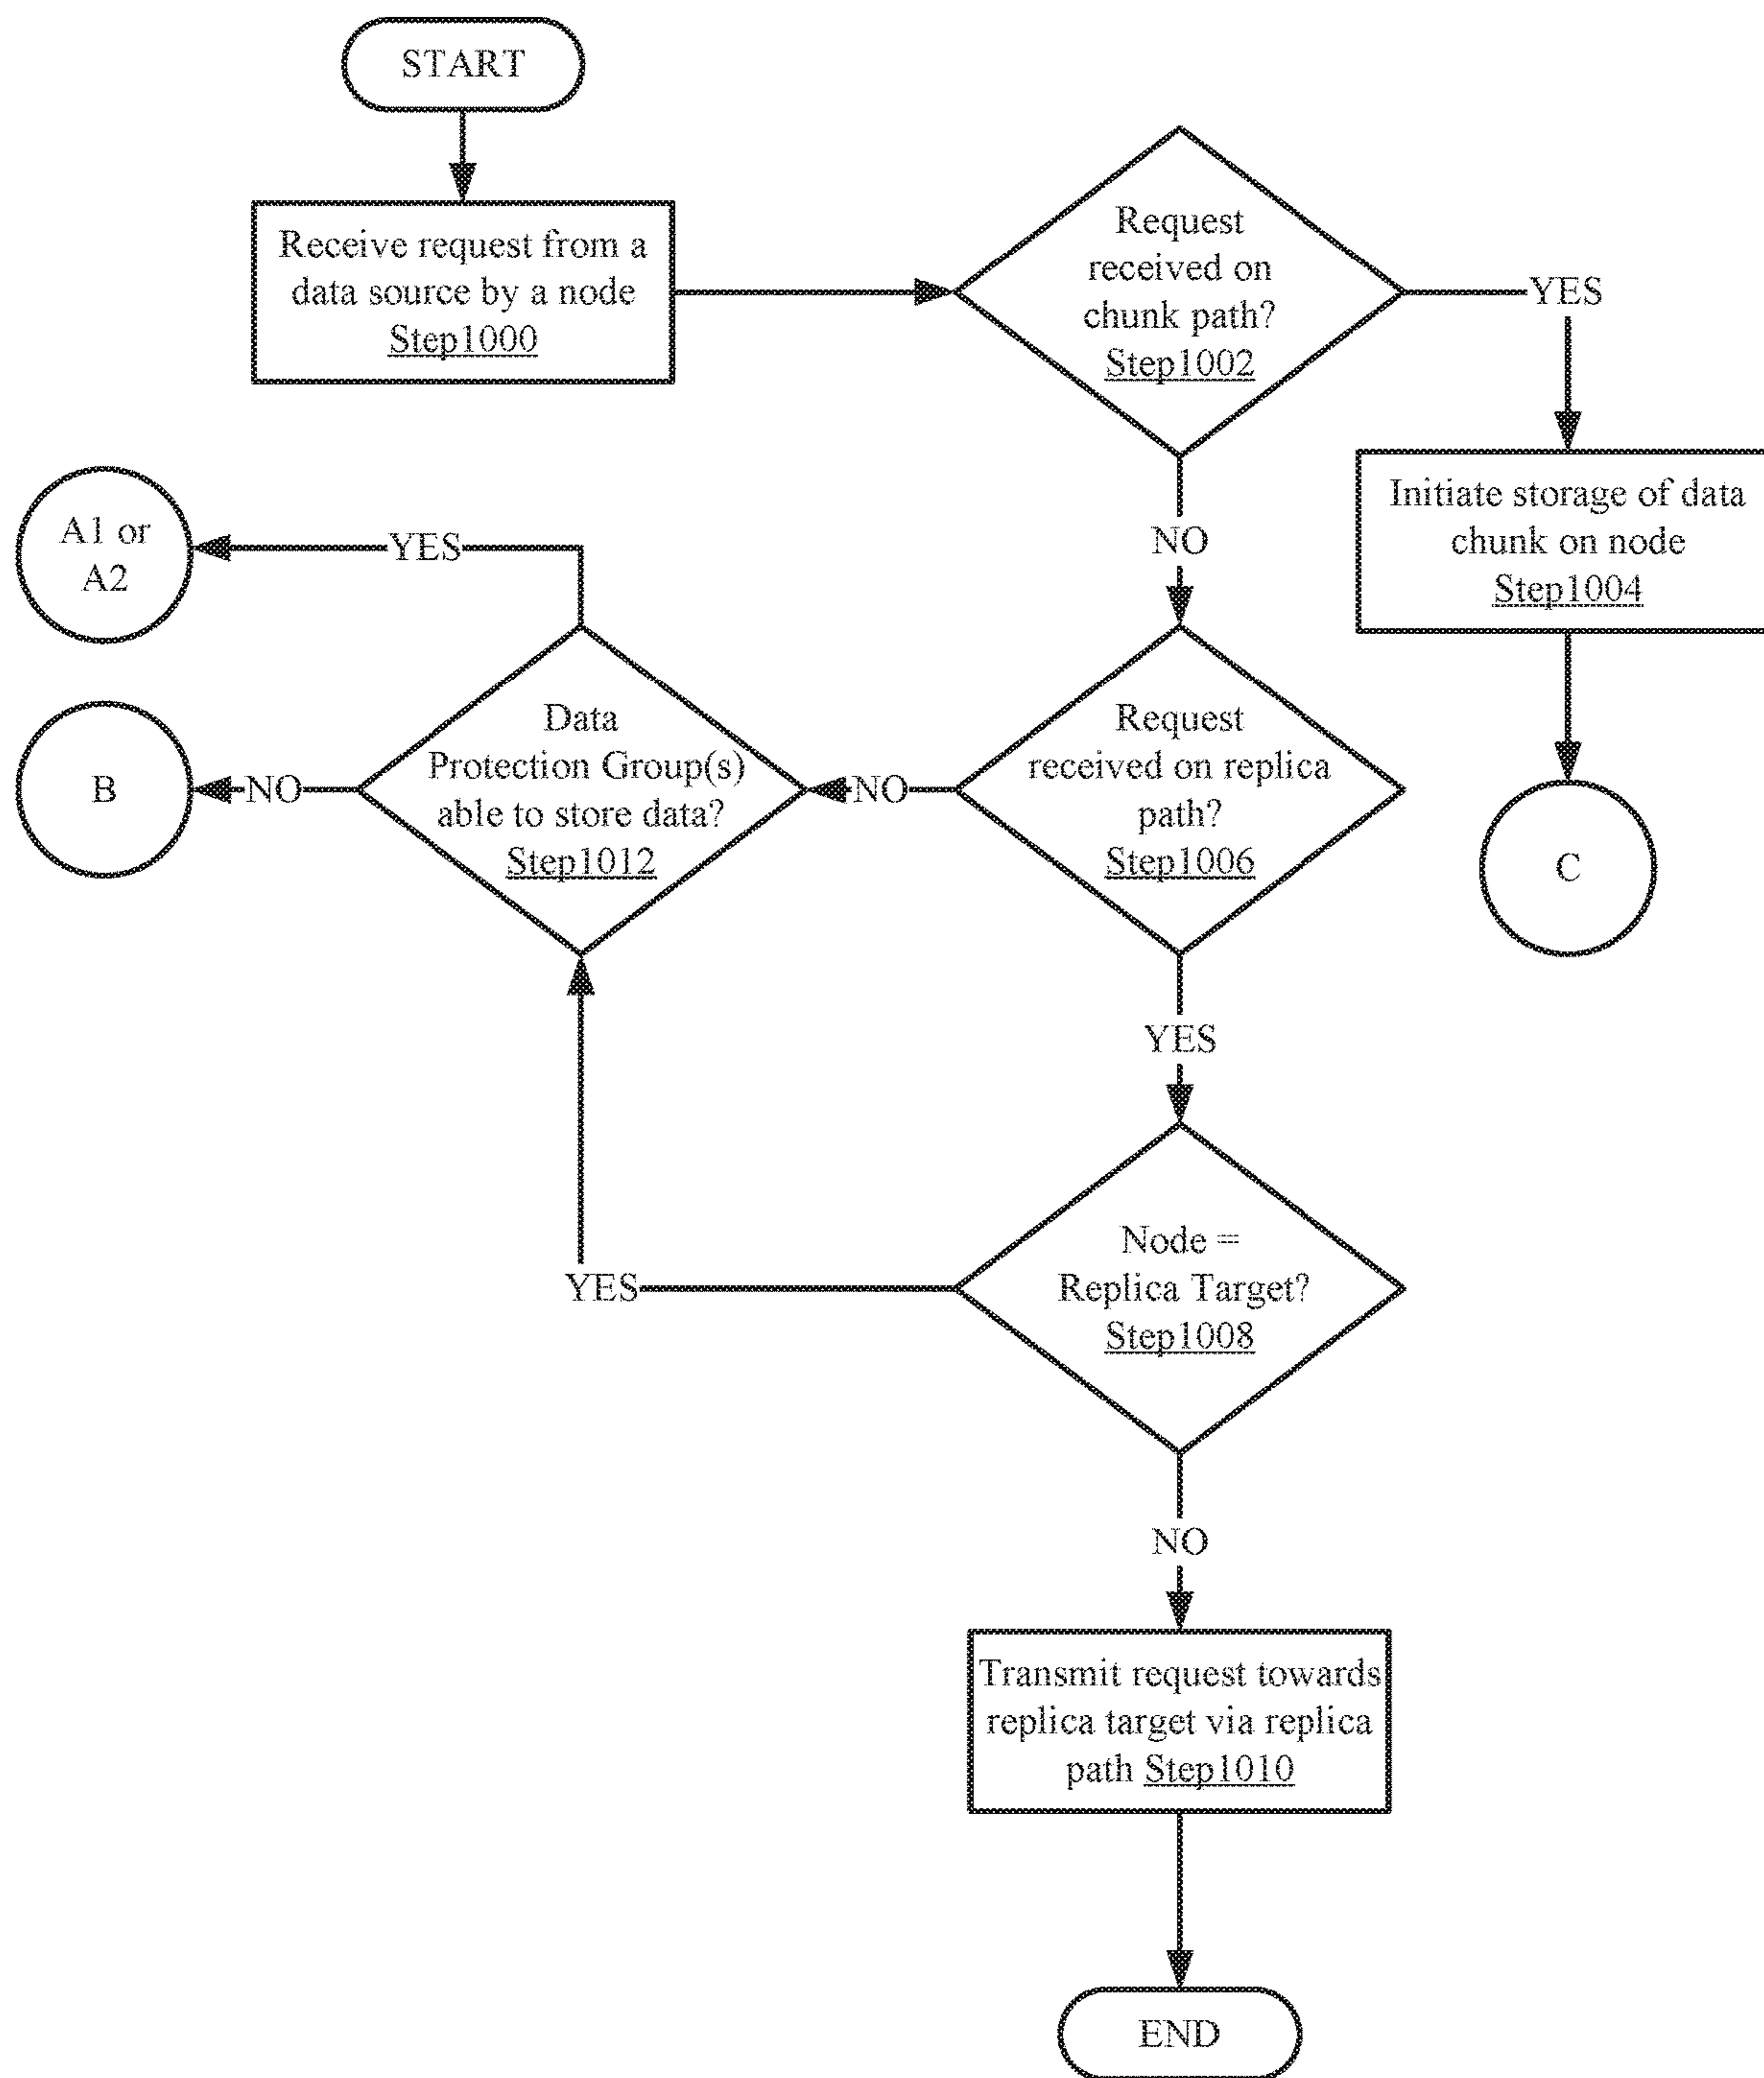 START
Receive request from a
data source by a node
Step1000
Request
received on
chunk path?
Step1002
YES
Initiate storage of data
chunk on node
Step1004
C
NO
Request
received on replica
path?
Step1006
NO
Data
Protection Group(s)
able to store data?
Step1012
YES
A1 or
A2
NO
B
YES
Node =
Replica Target?
Step1008
YES
NO
Transmit request towards
replica target via replica
path Step1010
END